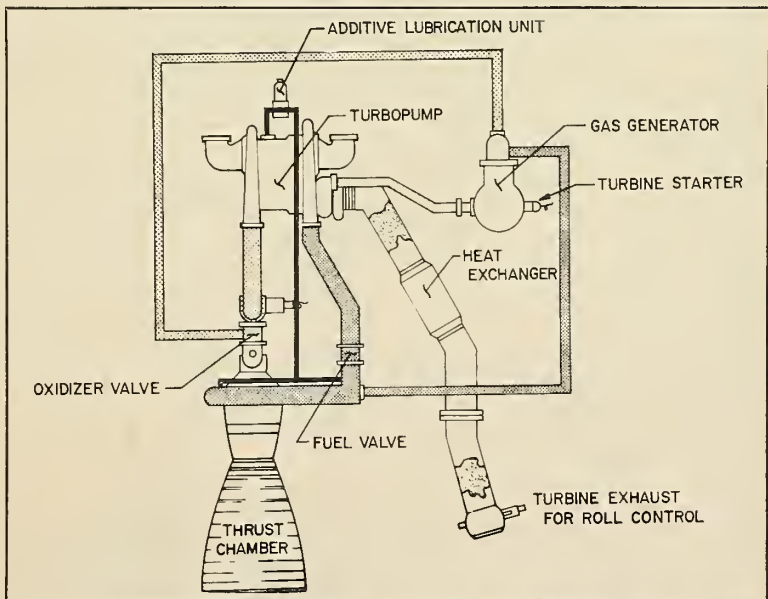 ADDITIVE LUBRICATION UNIT
TURBOPUMP
GAS GENERATOR
TURBINE STARTER
HEAT
EXCHANGER
OXIDIZER VALVE
FUEL VALVE
THRUST
CHAMBER
TURBINE EXHAUST
FOR ROLL CONTROL